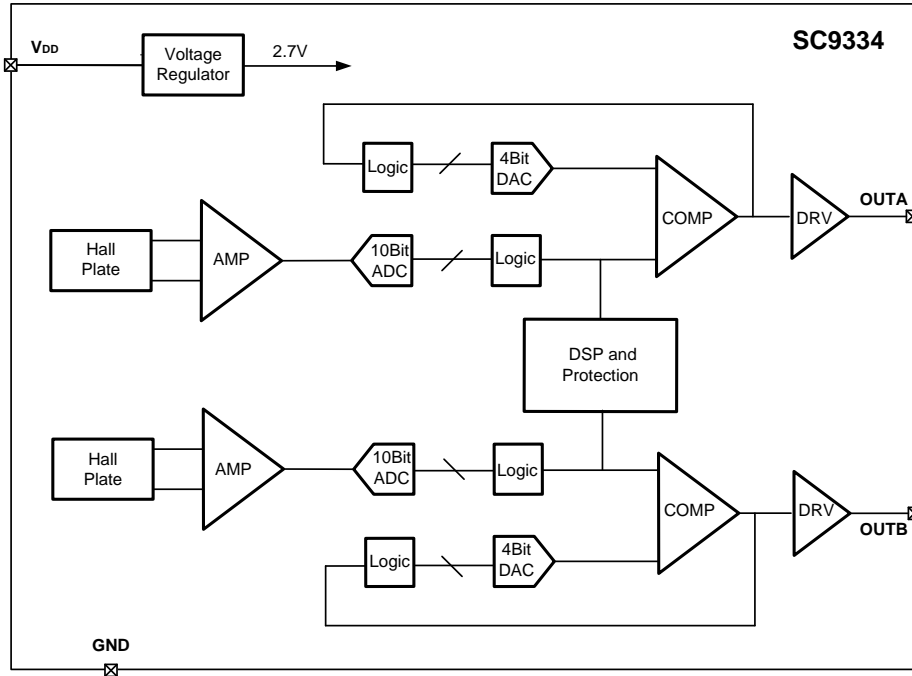 SC9334
VDD
Voltage
Regulator
2.7V
Logic
4Bit
DAC
COMP
DRV
OUTA
Hall
Plate
AMP
10Bit
ADC
Logic
DSP and
Protection
Hall
Plate
AMP
10Bit
ADC
Logic
COMP
DRV
OUTB
Logic
4Bit
DAC
GND